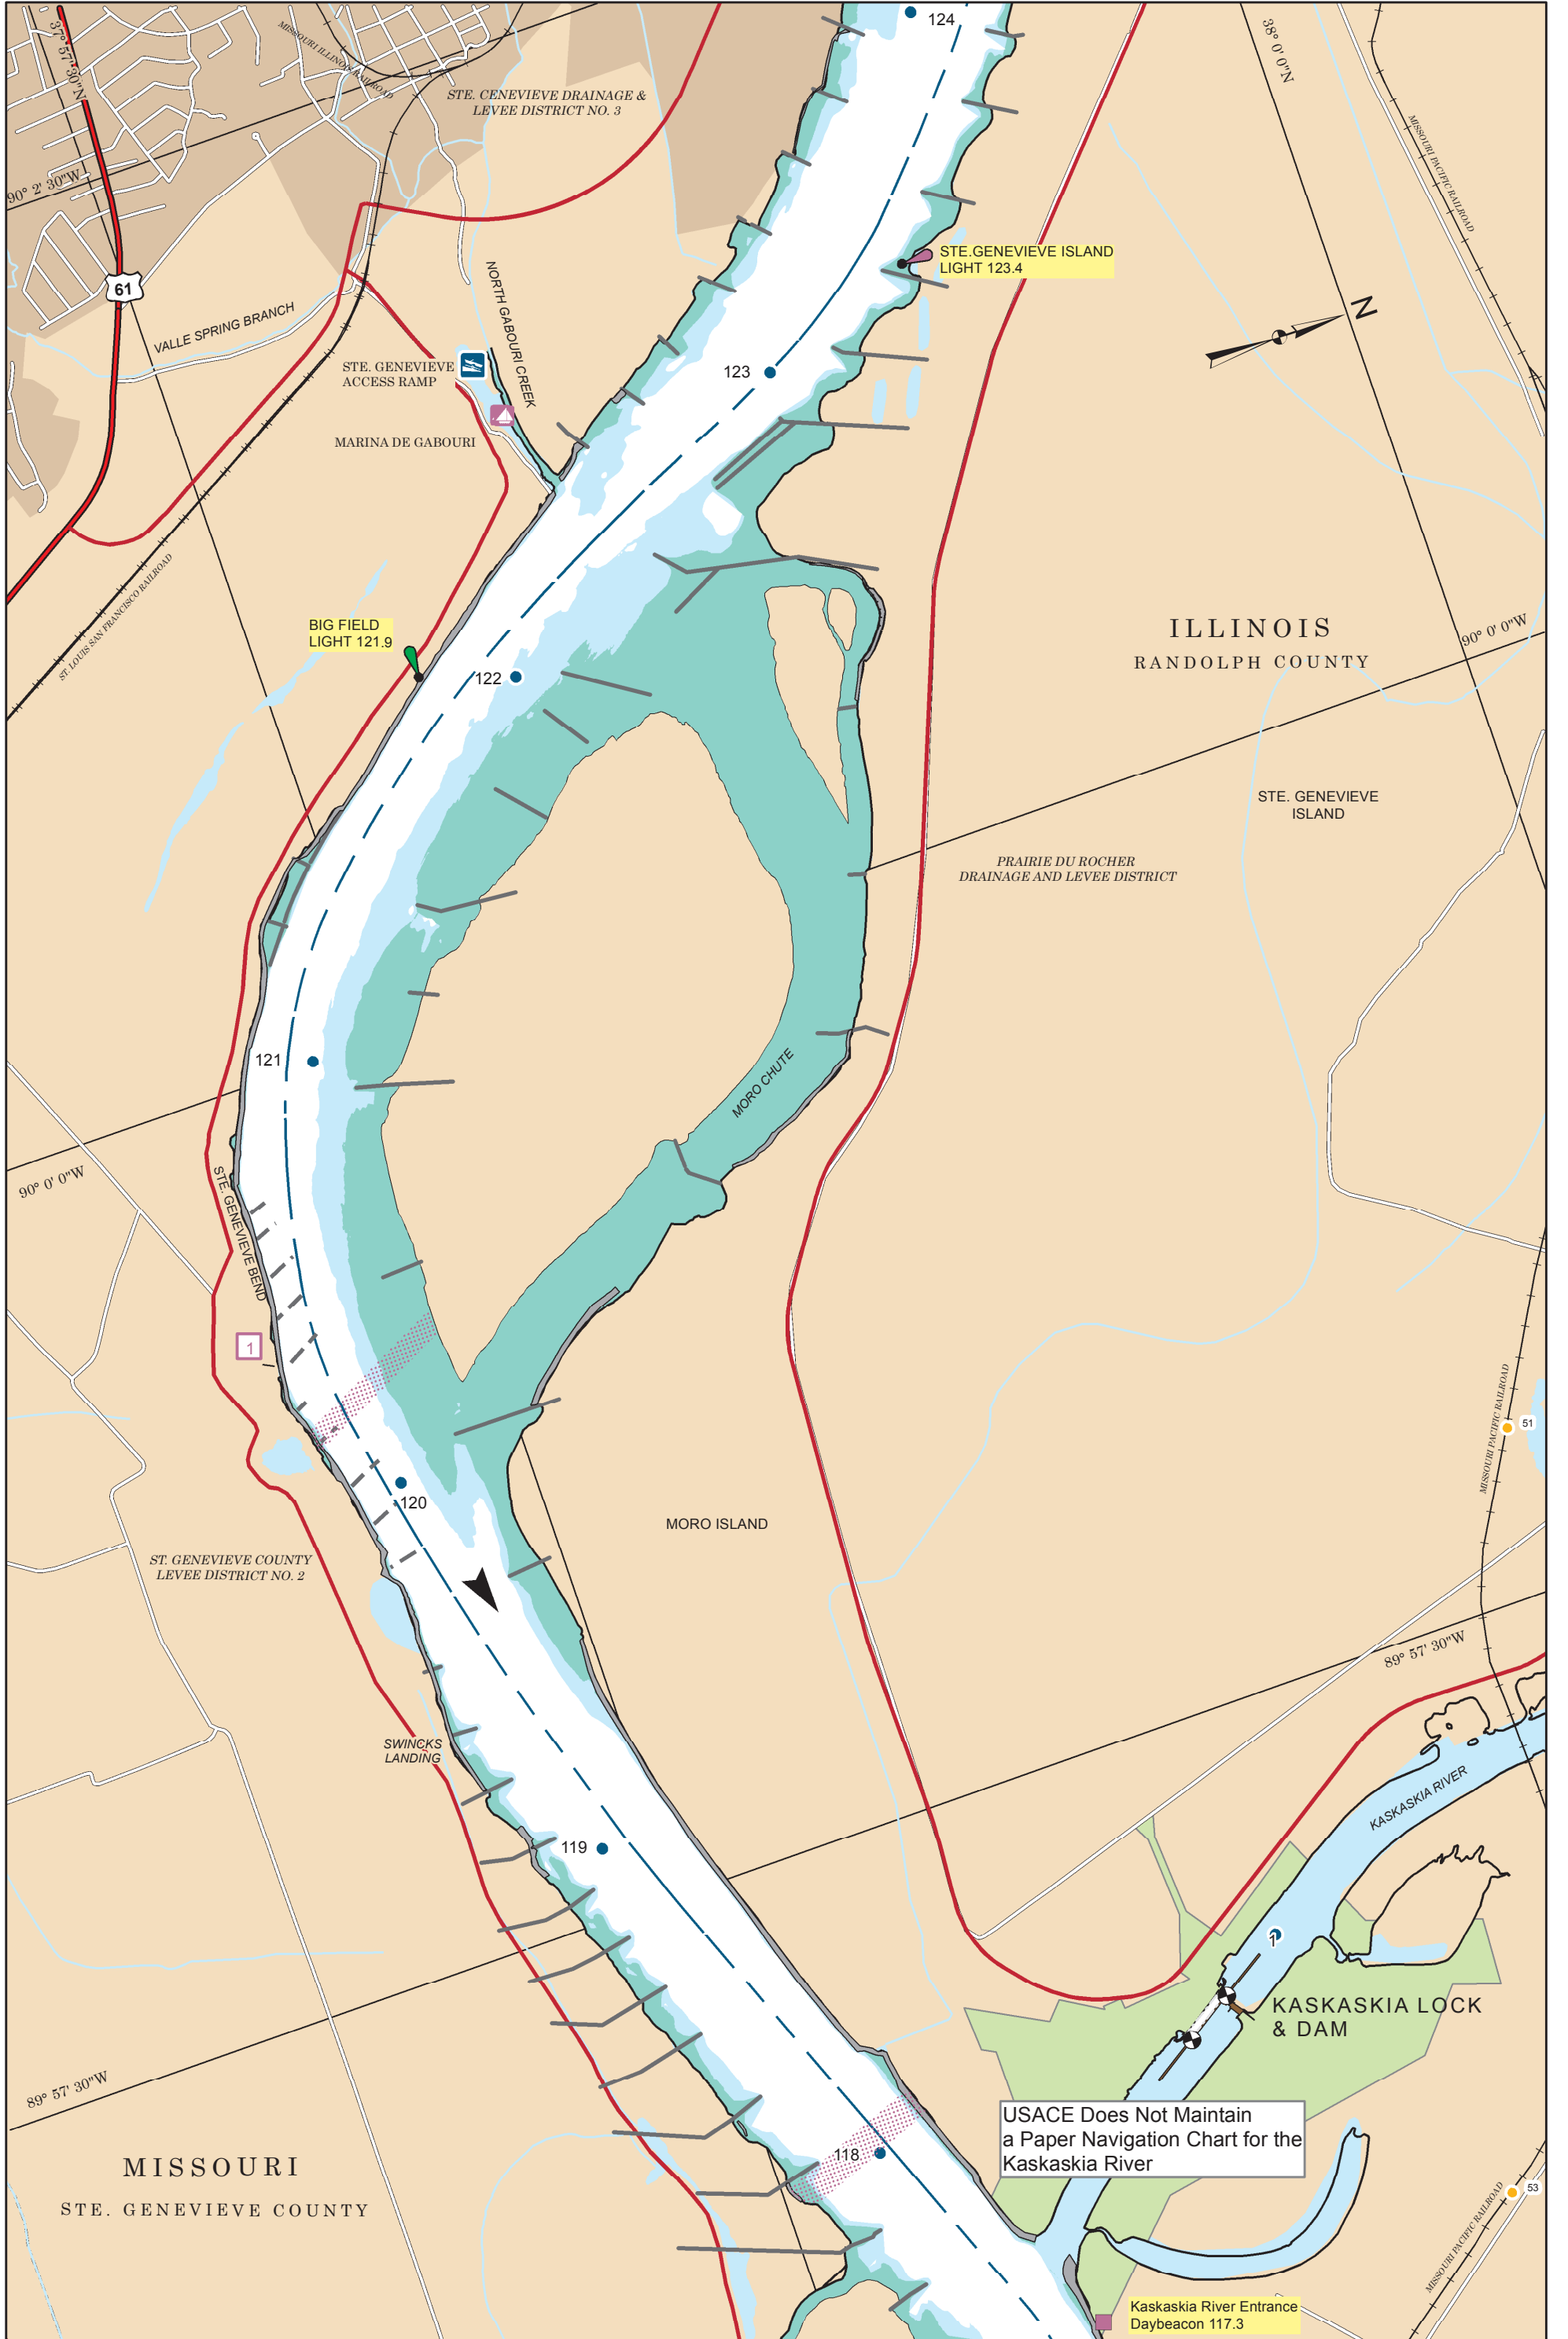 124
37° 57' 30"N
MISSOURI ILLINOIS RAILROAD
38° 0' 0"N
STE. GENEVIEVE DRAINAGE &
LEVEE DISTRICT NO. 3
MISSOURI PACIFIC RAILROAD
90° 2' 30"W
STE.GENEVIEVE ISLAND
LIGHT 123.4
61
N
VALLE SPRING BRANCH
NORTH GABOURI CREEK
STE. GENEVIEVE
ACCESS RAMP
123
MARINA DE GABOURI
ST. LOUIS SAN FRANCISCO RAILROAD
BIG FIELD
LIGHT 121.9
ILLINOIS
RANDOLPH COUNTY
90° 0' 0"W
122
STE. GENEVIEVE
ISLAND
PRAIRIE DU ROCHER
DRAINAGE AND LEVEE DISTRICT
121
MORO CHUTE
90° 0' 0"W
STE. GENEVIEVE BEND
1
MISSOURI PACIFIC RAILROAD
51
120
MORO ISLAND
ST. GENEVIEVE COUNTY
LEVEE DISTRICT NO. 2
89° 57' 30"W
SWINCKS
LANDING
KASKASKIA RIVER
119
1
KASKASKIA LOCK
& DAM
89° 57' 30"W
USACE Does Not Maintain
a Paper Navigation Chart for the
Kaskaskia River
118
MISSOURI
STE. GENEVIEVE COUNTY
53
MISSOURI PACIFIC RAILROAD
Kaskaskia River Entrance
Daybeacon 117.3